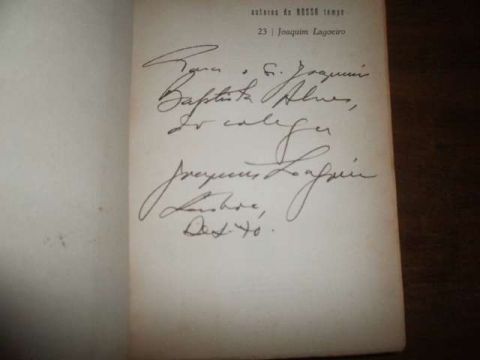 autores do NOSSO tempo
23 | Joaquim Lagoeiro
Para o Sr. Joaquim
Baptista Alves,
do colega
Joaquim Lagoeiro
Lisboa,
Dez.º 70.